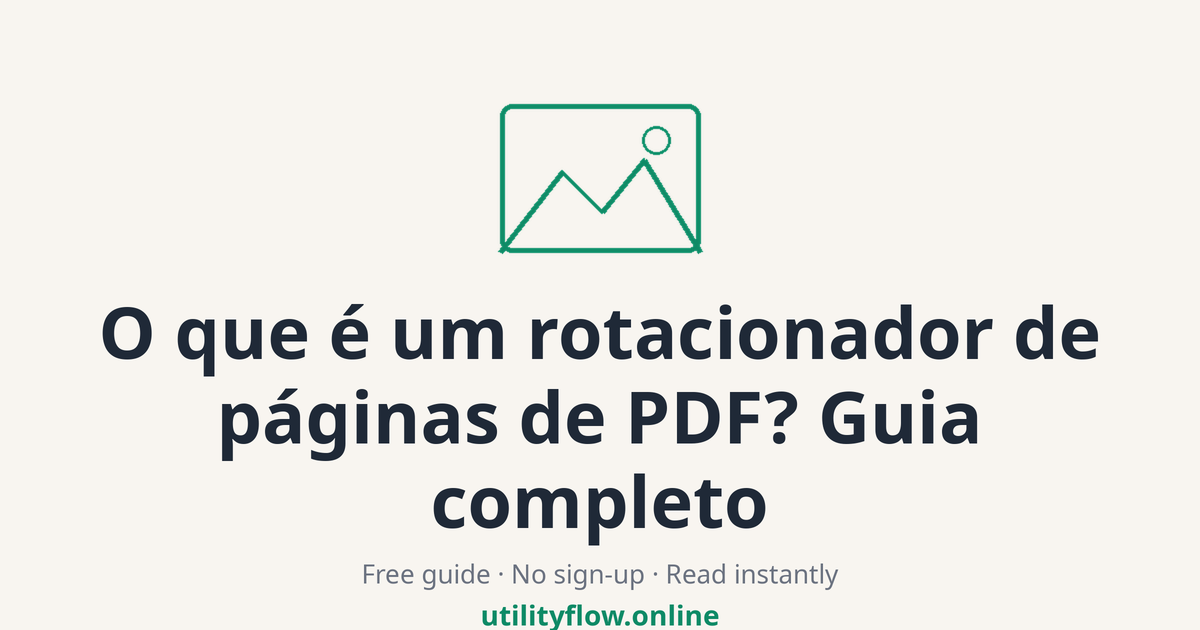 O que é um rotacionador de
páginas de PDF? Guia
completo
Free guide · No sign-up · Read instantly
utilityflow.online